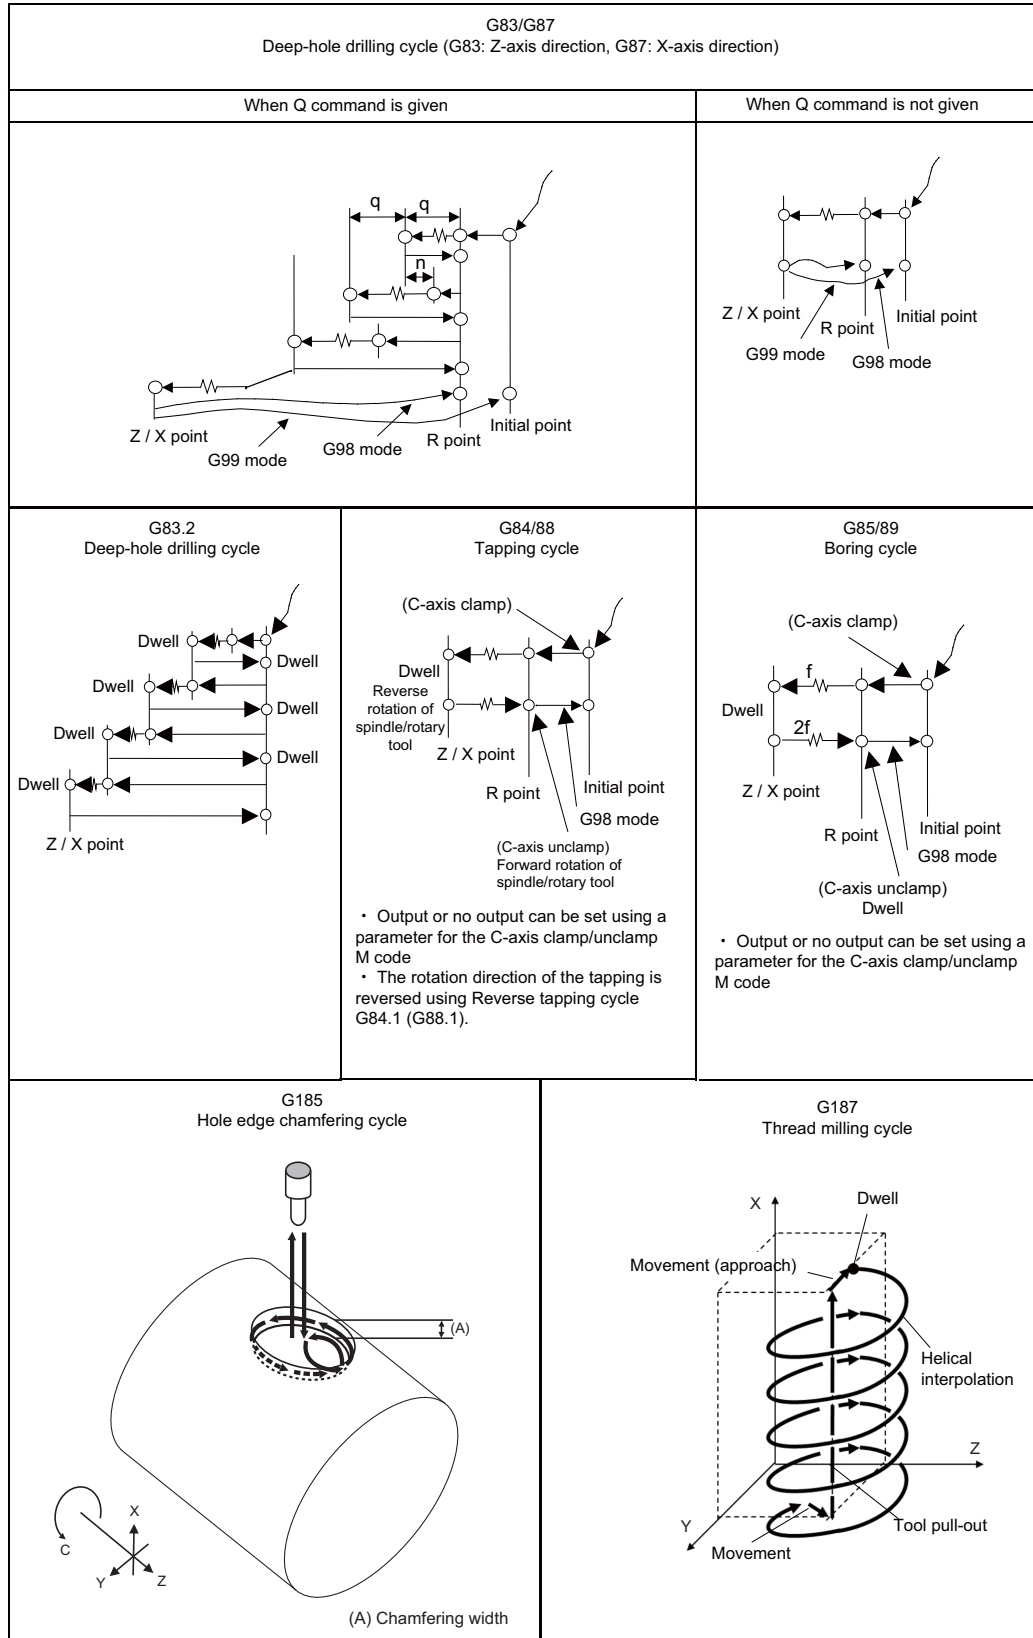 G83/G87
Deep-hole drilling cycle (G83: Z-axis direction, G87: X-axis direction)
When Q command is given
When Q command is not given
q
q
n
Z / X point
G99 mode
G98 mode
R point
Initial point
Z / X point
R point
Initial point
G99 mode
G98 mode
G83.2
Deep-hole drilling cycle
Dwell
Dwell
Dwell
Dwell
Dwell
Dwell
Dwell
Z / X point
G84/88
Tapping cycle
(C-axis clamp)
Dwell
Reverse
rotation of
spindle/rotary
tool
Z / X point
R point
Initial point
G98 mode
(C-axis unclamp)
Forward rotation of
spindle/rotary tool
・ Output or no output can be set using a
parameter for the C-axis clamp/unclamp
M code
・ The rotation direction of the tapping is
reversed using Reverse tapping cycle
G84.1 (G88.1).
G85/89
Boring cycle
(C-axis clamp)
f
Dwell
2f
Z / X point
R point
Initial point
G98 mode
(C-axis unclamp)
Dwell
・ Output or no output can be set using a
parameter for the C-axis clamp/unclamp
M code
G185
Hole edge chamfering cycle
(A)
X
C
Y
Z
(A) Chamfering width
G187
Thread milling cycle
Dwell
X
Movement (approach)
Helical
interpolation
Z
Y
Tool pull-out
Movement